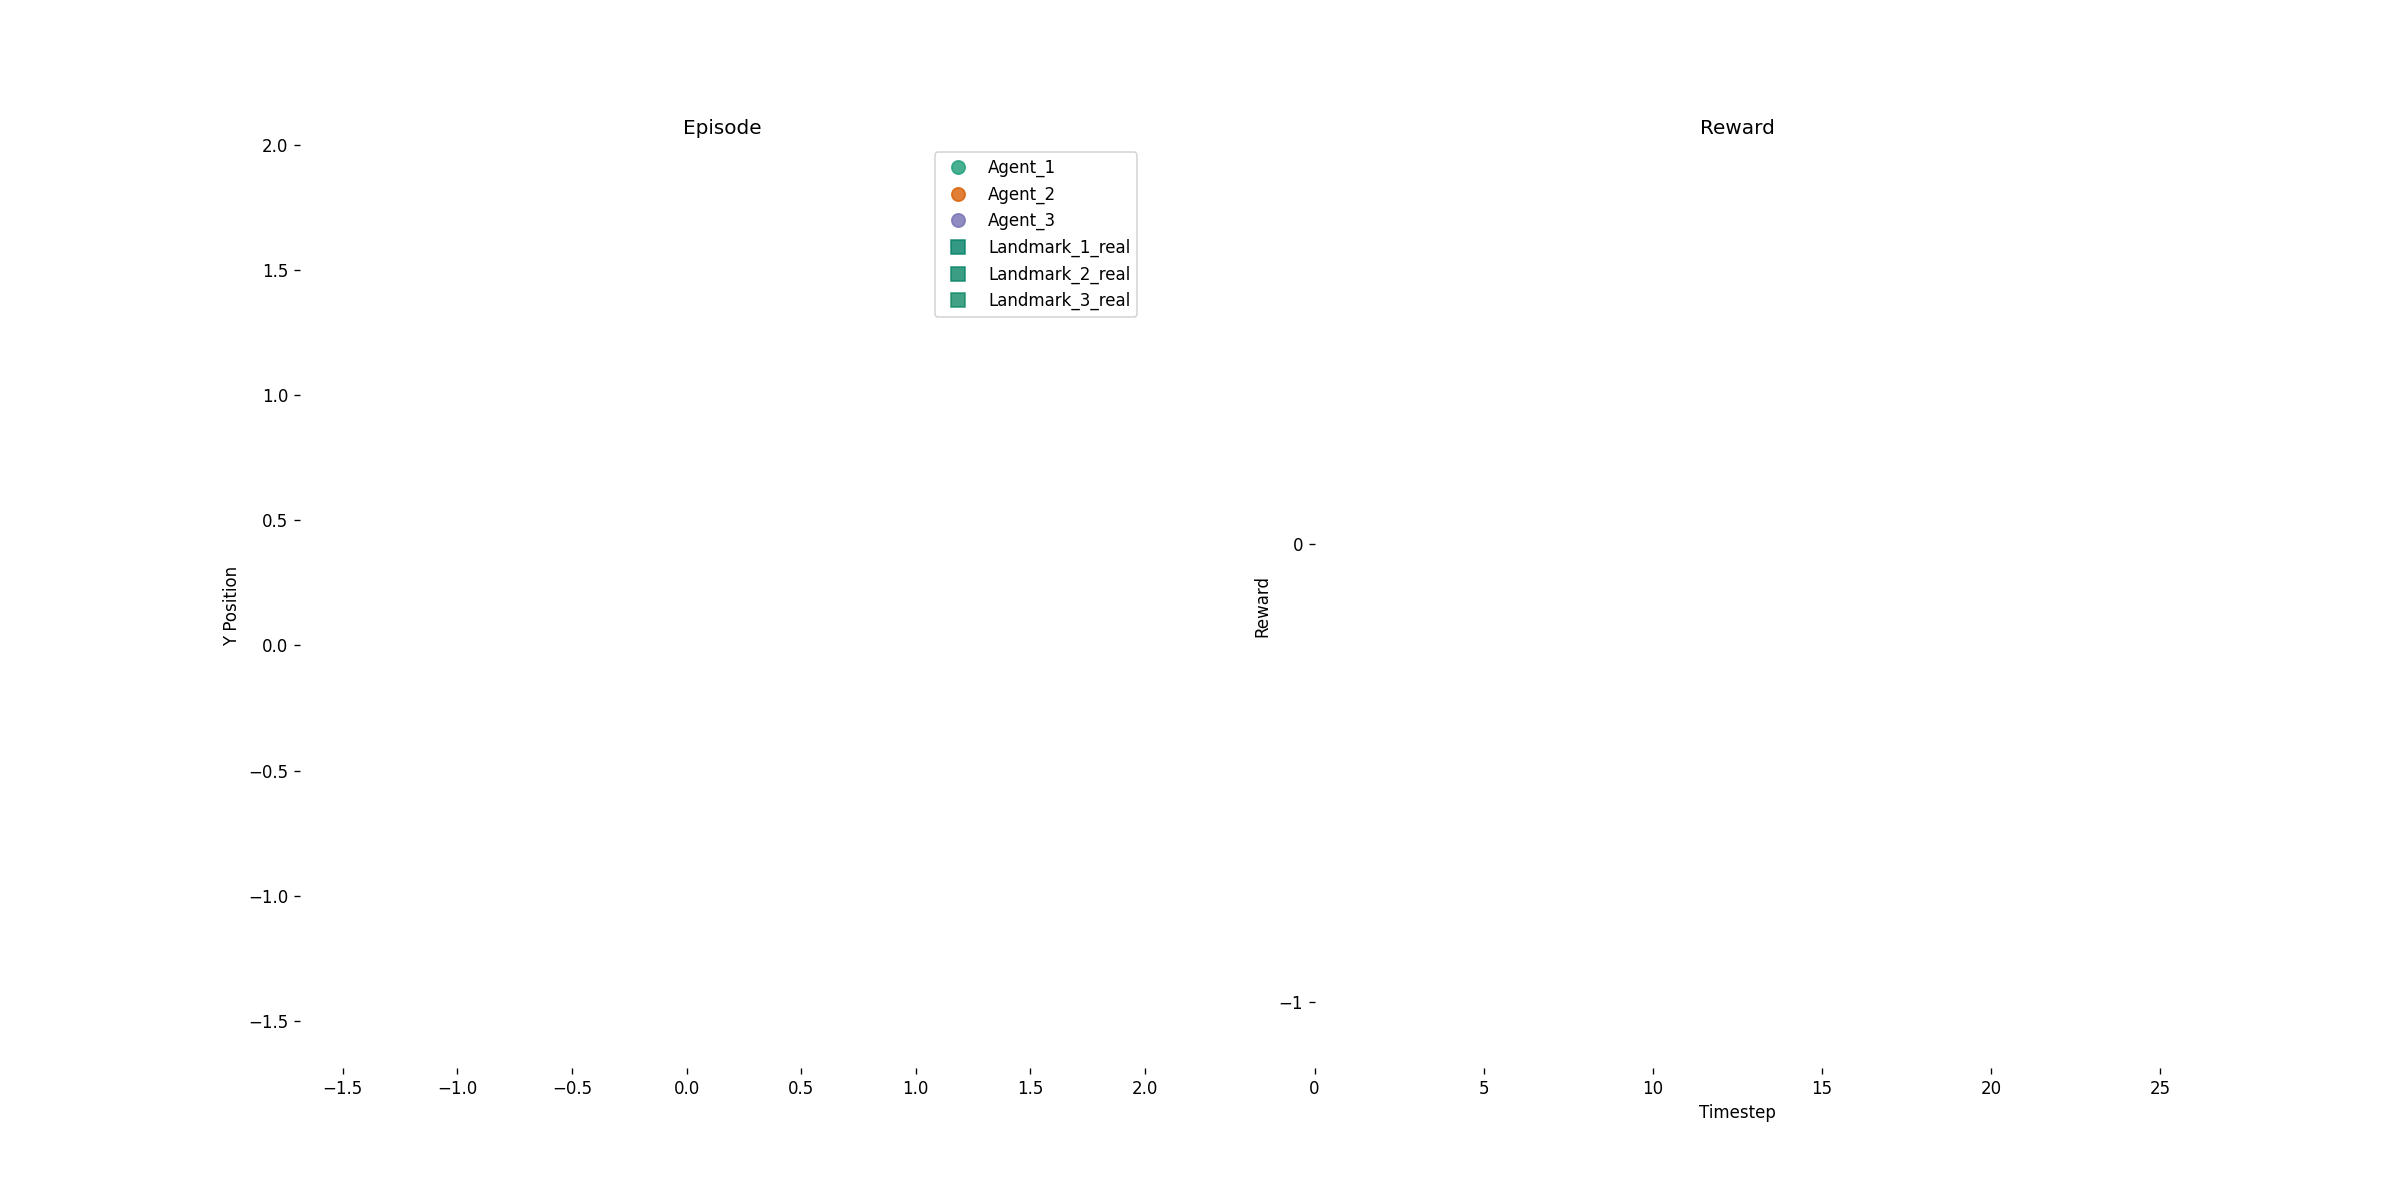 Episode
Reward
2.0
1.5
1.0
0.5
0.0
−0.5
−1.0
−1.5
Y Position
Agent_1
Agent_2
Agent_3
Landmark_1_real
Landmark_2_real
Landmark_3_real
−1.5 −1.0 −0.5 0.0 0.5 1.0 1.5 2.0
0
−1
Reward
0 5 10 15 20 25
Timestep